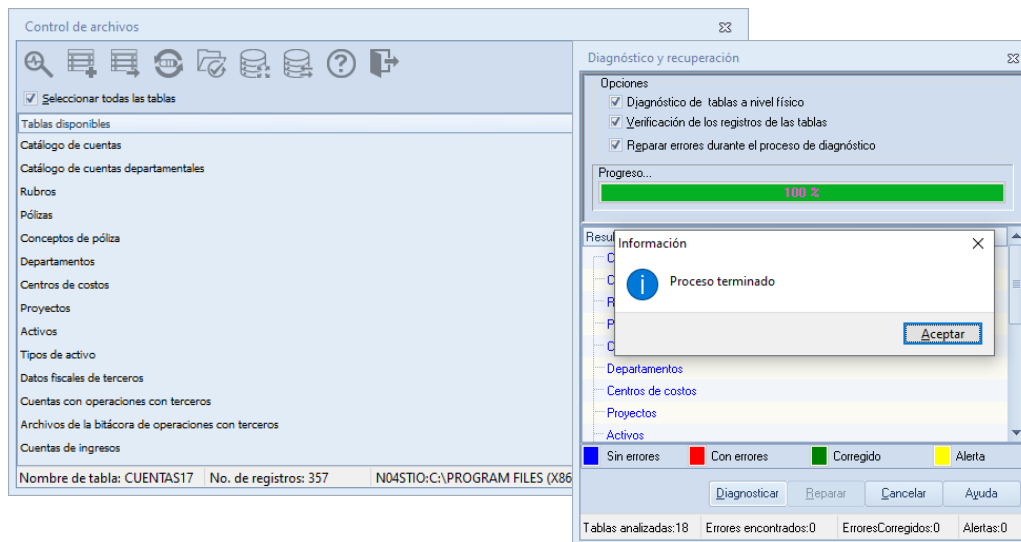 Control de archivos
Seleccionar todas las tablas
Tablas disponibles
Catálogo de cuentas
Catálogo de cuentas departamentales
Rubros
Pólizas
Conceptos de póliza
Departamentos
Centros de costos
Proyectos
Activos
Tipos de activo
Datos fiscales de terceros
Cuentas con operaciones con terceros
Archivos de la bitácora de operaciones con terceros
Cuentas de ingresos
Nombre de tabla: CUENTAS17 No. de registros: 357 N04STIO:C:\PROGRAM FILES (X86
Diagnóstico y recuperación
Opciones
Diagnóstico de tablas a nivel físico
Verificación de los registros de las tablas
Reparar errores durante el proceso de diagnóstico
Progreso...
100 %
Resul
C
C
R
P
C
Información
Proceso terminado
Aceptar
Departamentos
Centros de costos
Proyectos
Activos
Sin errores Con errores Corregido Alerta
Diagnosticar Reparar Cancelar Ayuda
Tablas analizadas:18 Errores encontrados:0 ErroresCorregidos:0 Alertas:0